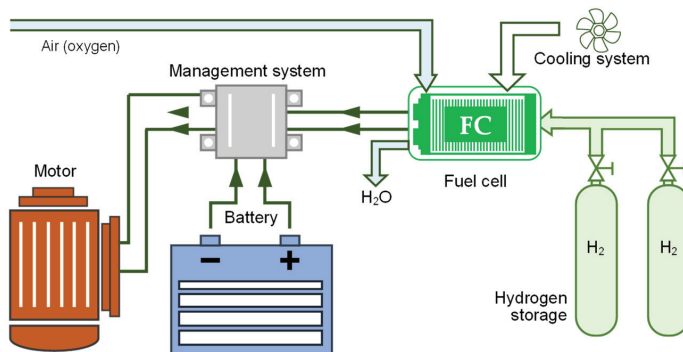 Air (oxygen)
Cooling system
Management system
FC
Fuel cell
H₂O
Motor
Battery
− +
H₂ H₂
Hydrogen
storage